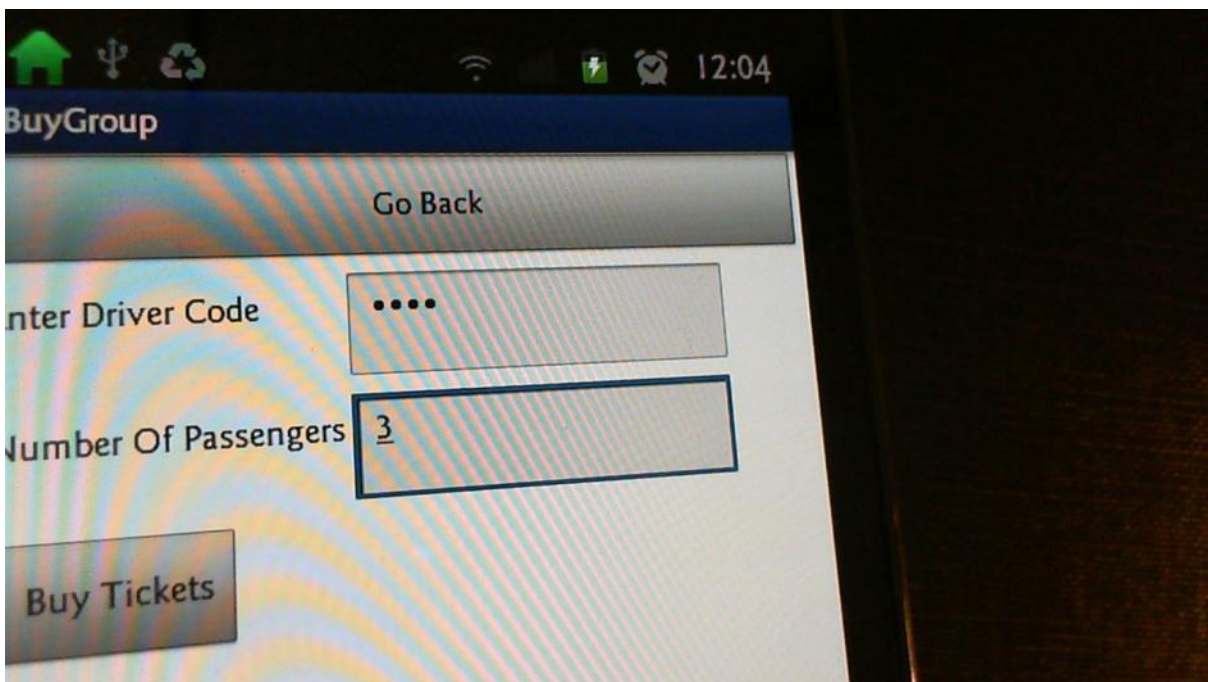 12:04
BuyGroup
Go Back
nter Driver Code
••••
Number Of Passengers 3
Buy Tickets